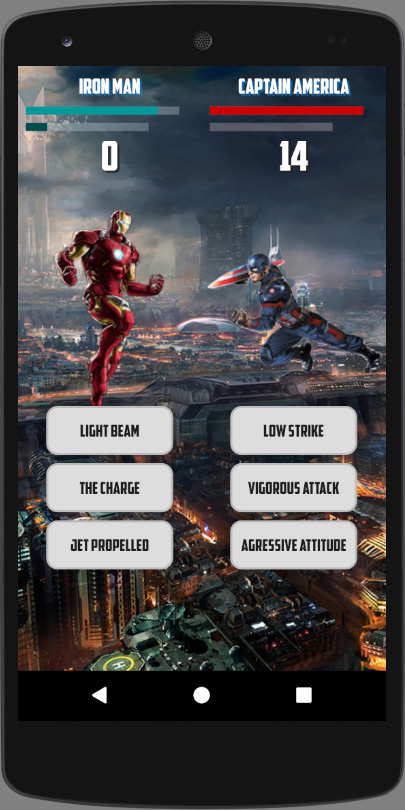 IRON MAN
CAPTAIN AMERICA
0
14
LIGHT BEAM
LOW STRIKE
THE CHARGE
VIGOROUS ATTACK
JET PROPELLED
AGRESSIVE ATTITUDE
H